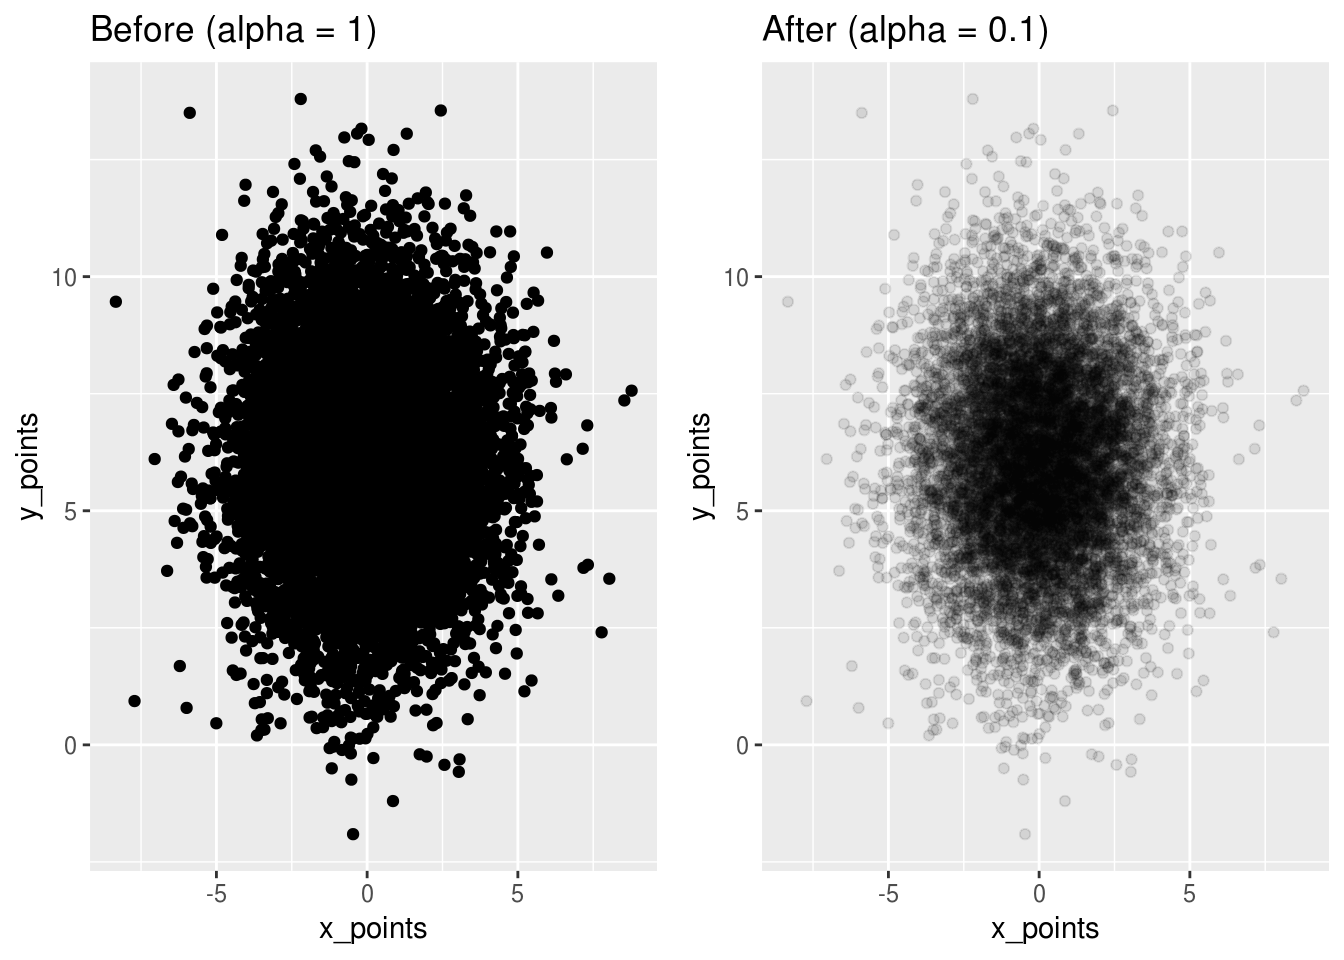 Before (alpha = 1)
10
5
0
-5
0
5
x_points
y_points
After (alpha = 0.1)
10
5
0
-5
0
5
x_points
y_points